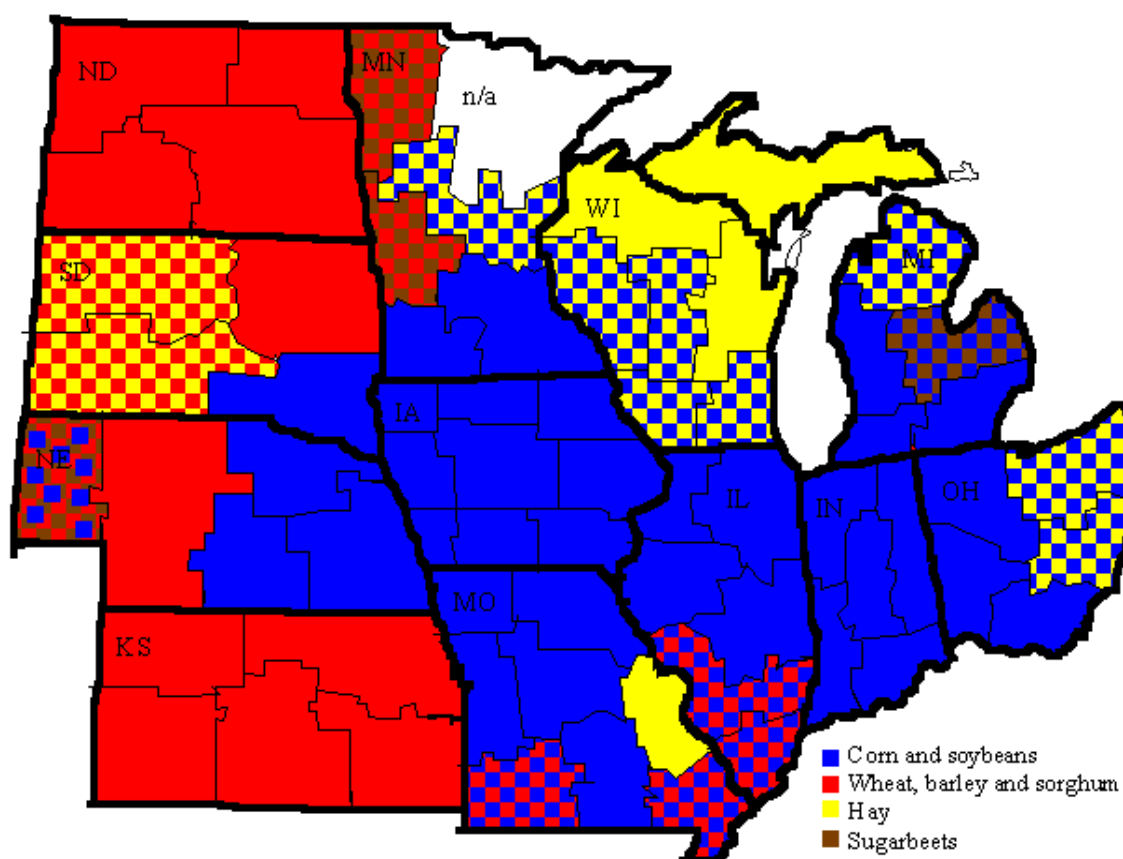 ND
MN
n/a
WI
SD
MI
IA
NE
IL
IN
OH
MO
KS
Corn and soybeans
Wheat, barley and sorghum
Hay
Sugarbeets